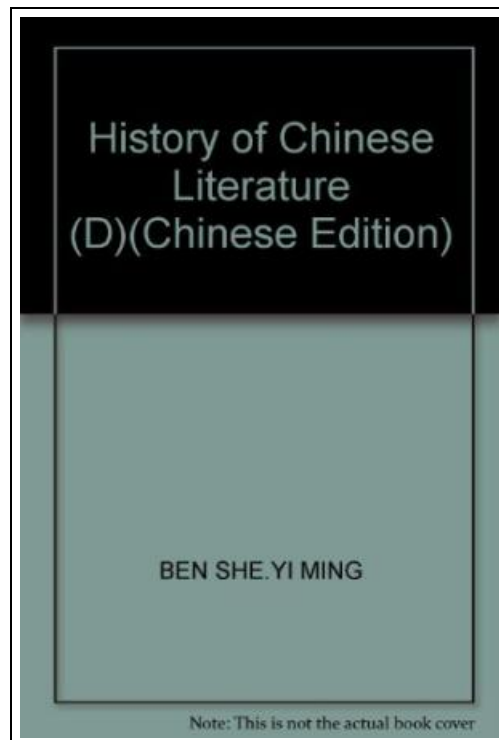 History of Chinese
Literature
(D)(Chinese Edition)
BEN SHE.YI MING
Note: This is not the actual book cover